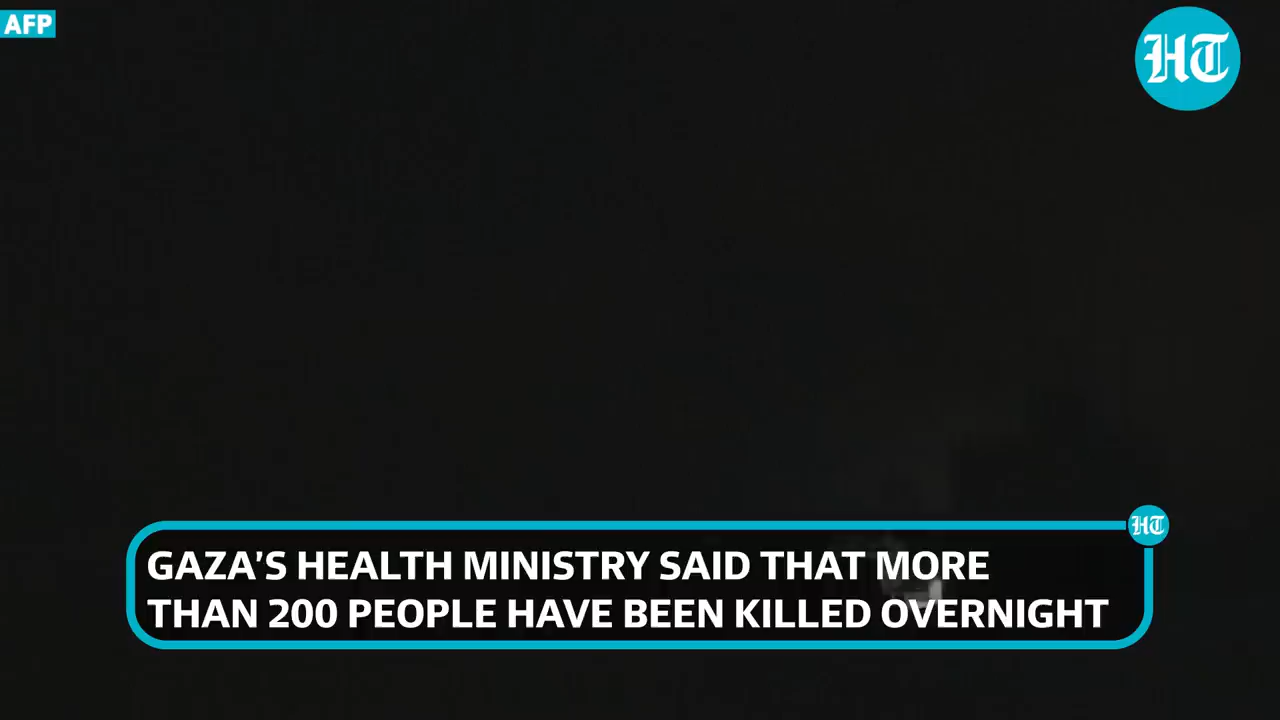 AFP
HT
HT
GAZA'S HEALTH MINISTRY SAID THAT MORE
THAN 200 PEOPLE HAVE BEEN KILLED OVERNIGHT